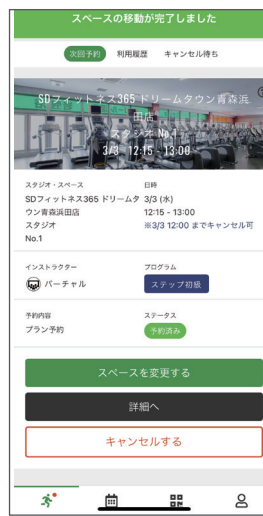 スペースの移動が完了しました
次回予約 利用履歴 キャンセル待ち
SDフィットネス365 ドリームタウン青森浜
田店
スタジオ No.1
3/3 12:15 - 13:00
スタジオ・スペース
SDフィットネス365 ドリームタ
ウン青森浜田店
スタジオ
No.1
日時
3/3 (水)
12:15 - 13:00
※3/3 12:00 までキャンセル可
インストラクター
バーチャル
プログラム
ステップ初級
予約内容
プラン予約
ステータス
予約済み
スペースを変更する
詳細へ
キャンセルする